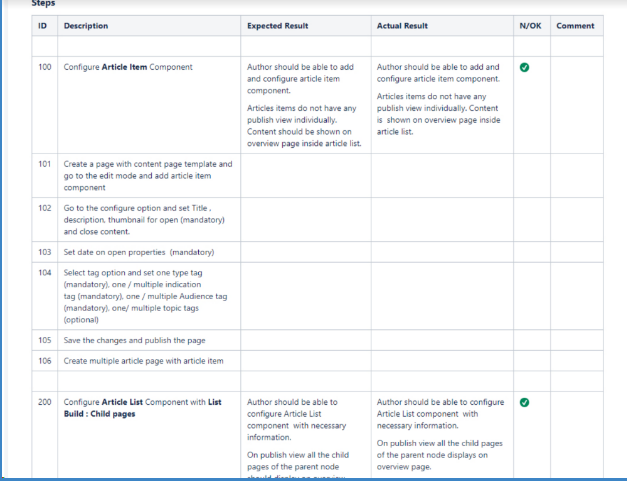 Steps
ID Description Expected Result Actual Result N/OK Comment
100 Configure Article Item Component Author should be able to add Author should be able to add and
and configure article item configure article item component.
component.
Articles items do not have any
Articles items do not have any publish view individually. Content
publish view individually. is shown on overview page inside
Content should be shown on article list.
overview page inside article list.
101 Create a page with content page template and
go to the edit mode and add article item
component
102 Go to the configure option and set Title ,
description, thumbnail for open (mandatory)
and close content.
103 Set date on open properties (mandatory)
104 Select tag option and set one type tag
(mandatory), one / multiple indication
tag (mandatory), one / multiple Audience tag
(mandatory), one/ multiple topic tags
(optional)
105 Save the changes and publish the page
106 Create multiple article page with article item
200 Configure Article List Component with List Author should be able to Author should be able to configure
Build : Child pages configure Article List Article List component with
component with necessary necessary information.
information.
On publish view all the child pages
On publish view all the child of the parent node displays on
pages of the parent node overview page.
should display on overview